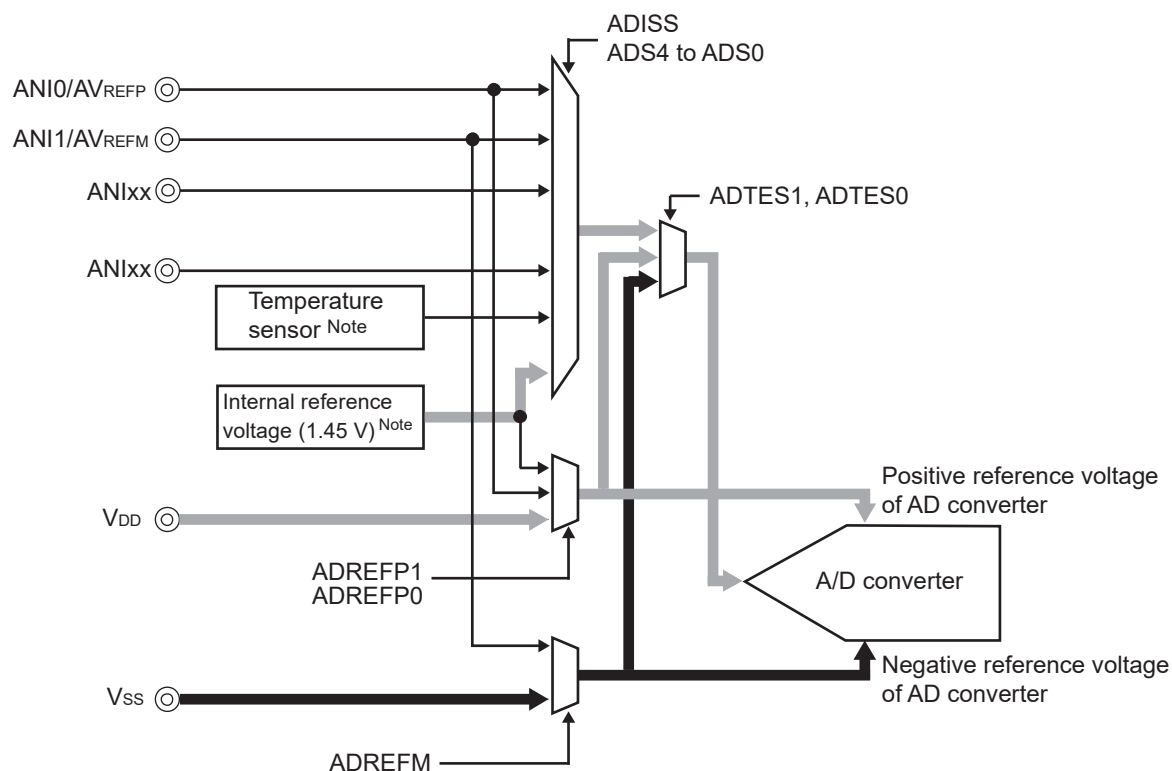 ADISS
ADS4 to ADS0
ANI0/AVREFP
ANI1/AVREFM
ANIxx
ADTES1, ADTES0
ANIxx
Temperature
sensor Note
Internal reference
voltage (1.45 V) Note
Positive reference voltage
of AD converter
VDD
ADREFP1
ADREFP0
A/D converter
Negative reference voltage
of AD converter
VSS
ADREFM